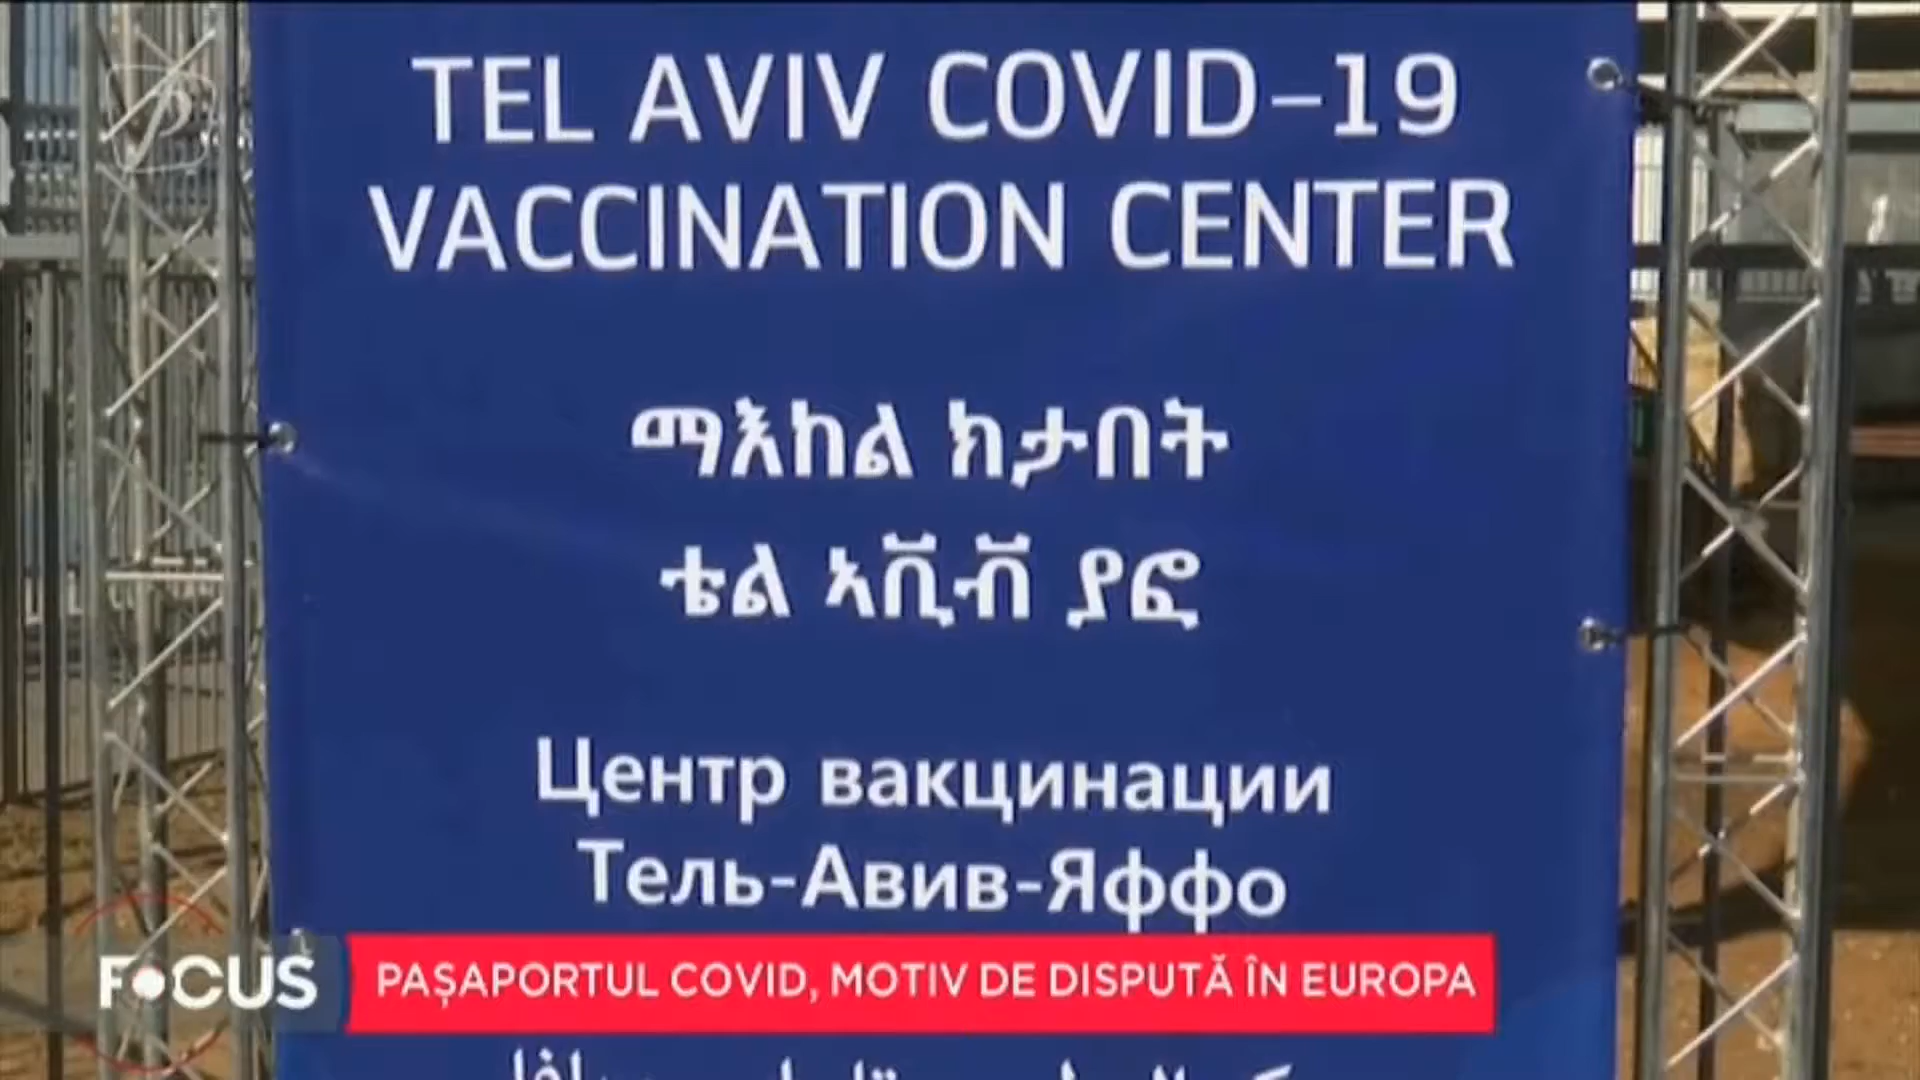 TEL AVIV COVID-19
VACCINATION CENTER
ማእከል ክታበት
ቴል ኣቪቭ ያፎ
Центр вакцинации
Тель-Авив-Яффо
FOCUS
PAȘAPORTUL COVID, MOTIV DE DISPUTĂ ÎN EUROPA